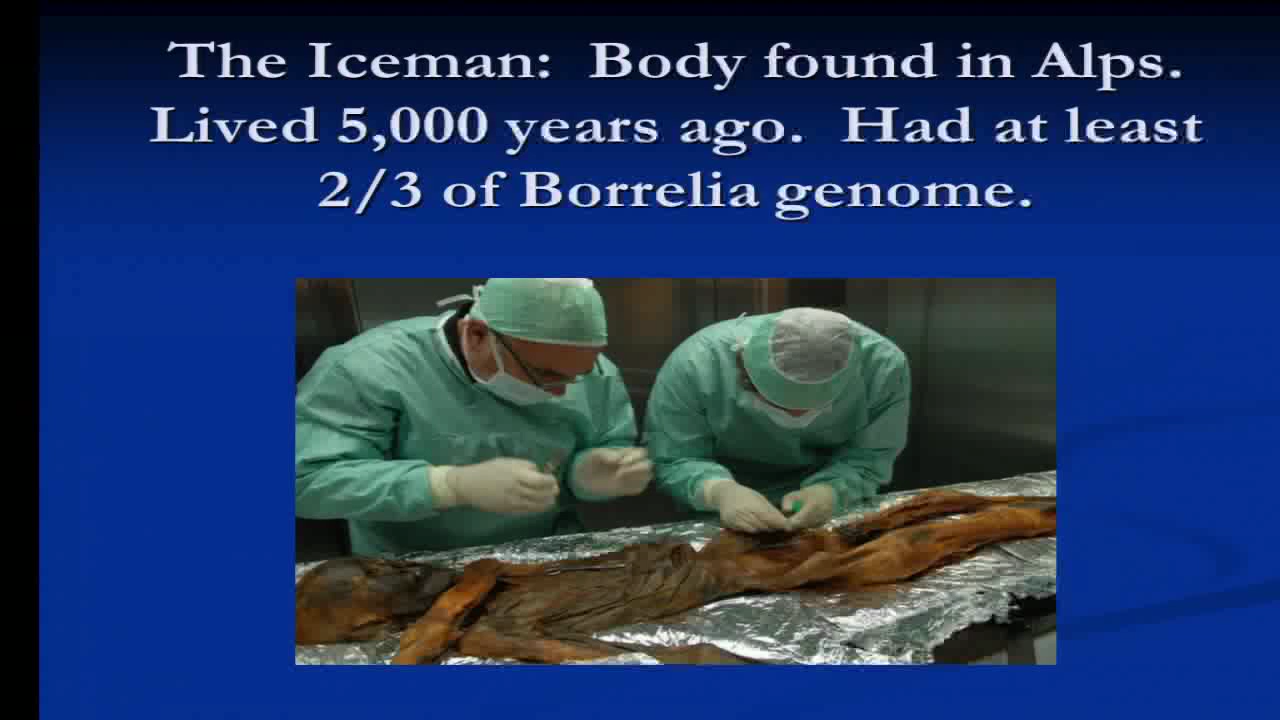 The Iceman:  Body found in Alps.
Lived 5,000 years ago.  Had at least
2/3 of Borrelia genome.